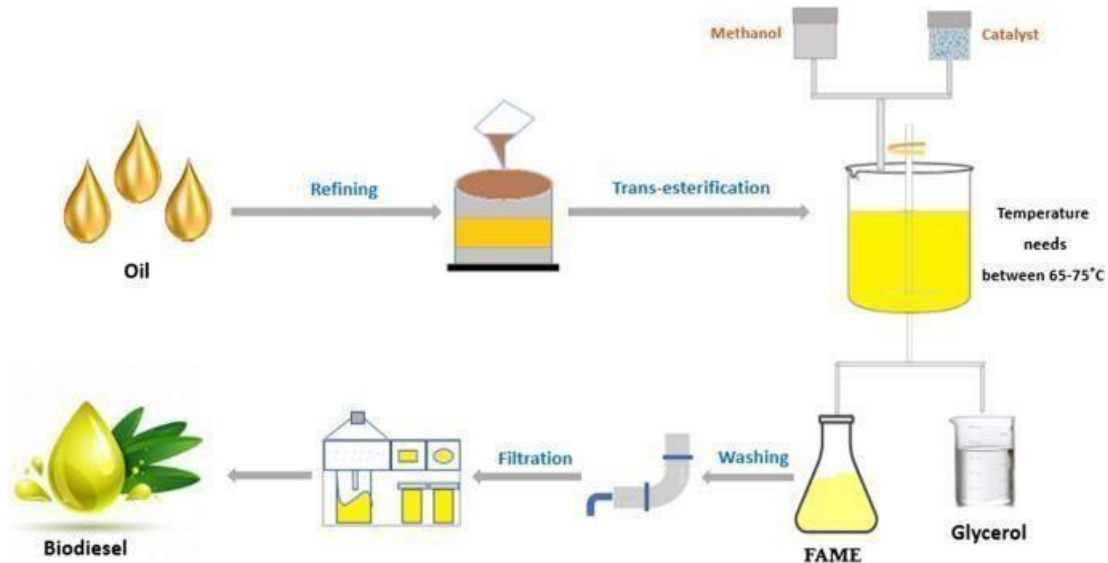 Methanol
Catalyst
Refining
Trans-esterification
Oil
Temperature
needs
between 65-75°C
Filtration
Washing
Biodiesel
FAME
Glycerol